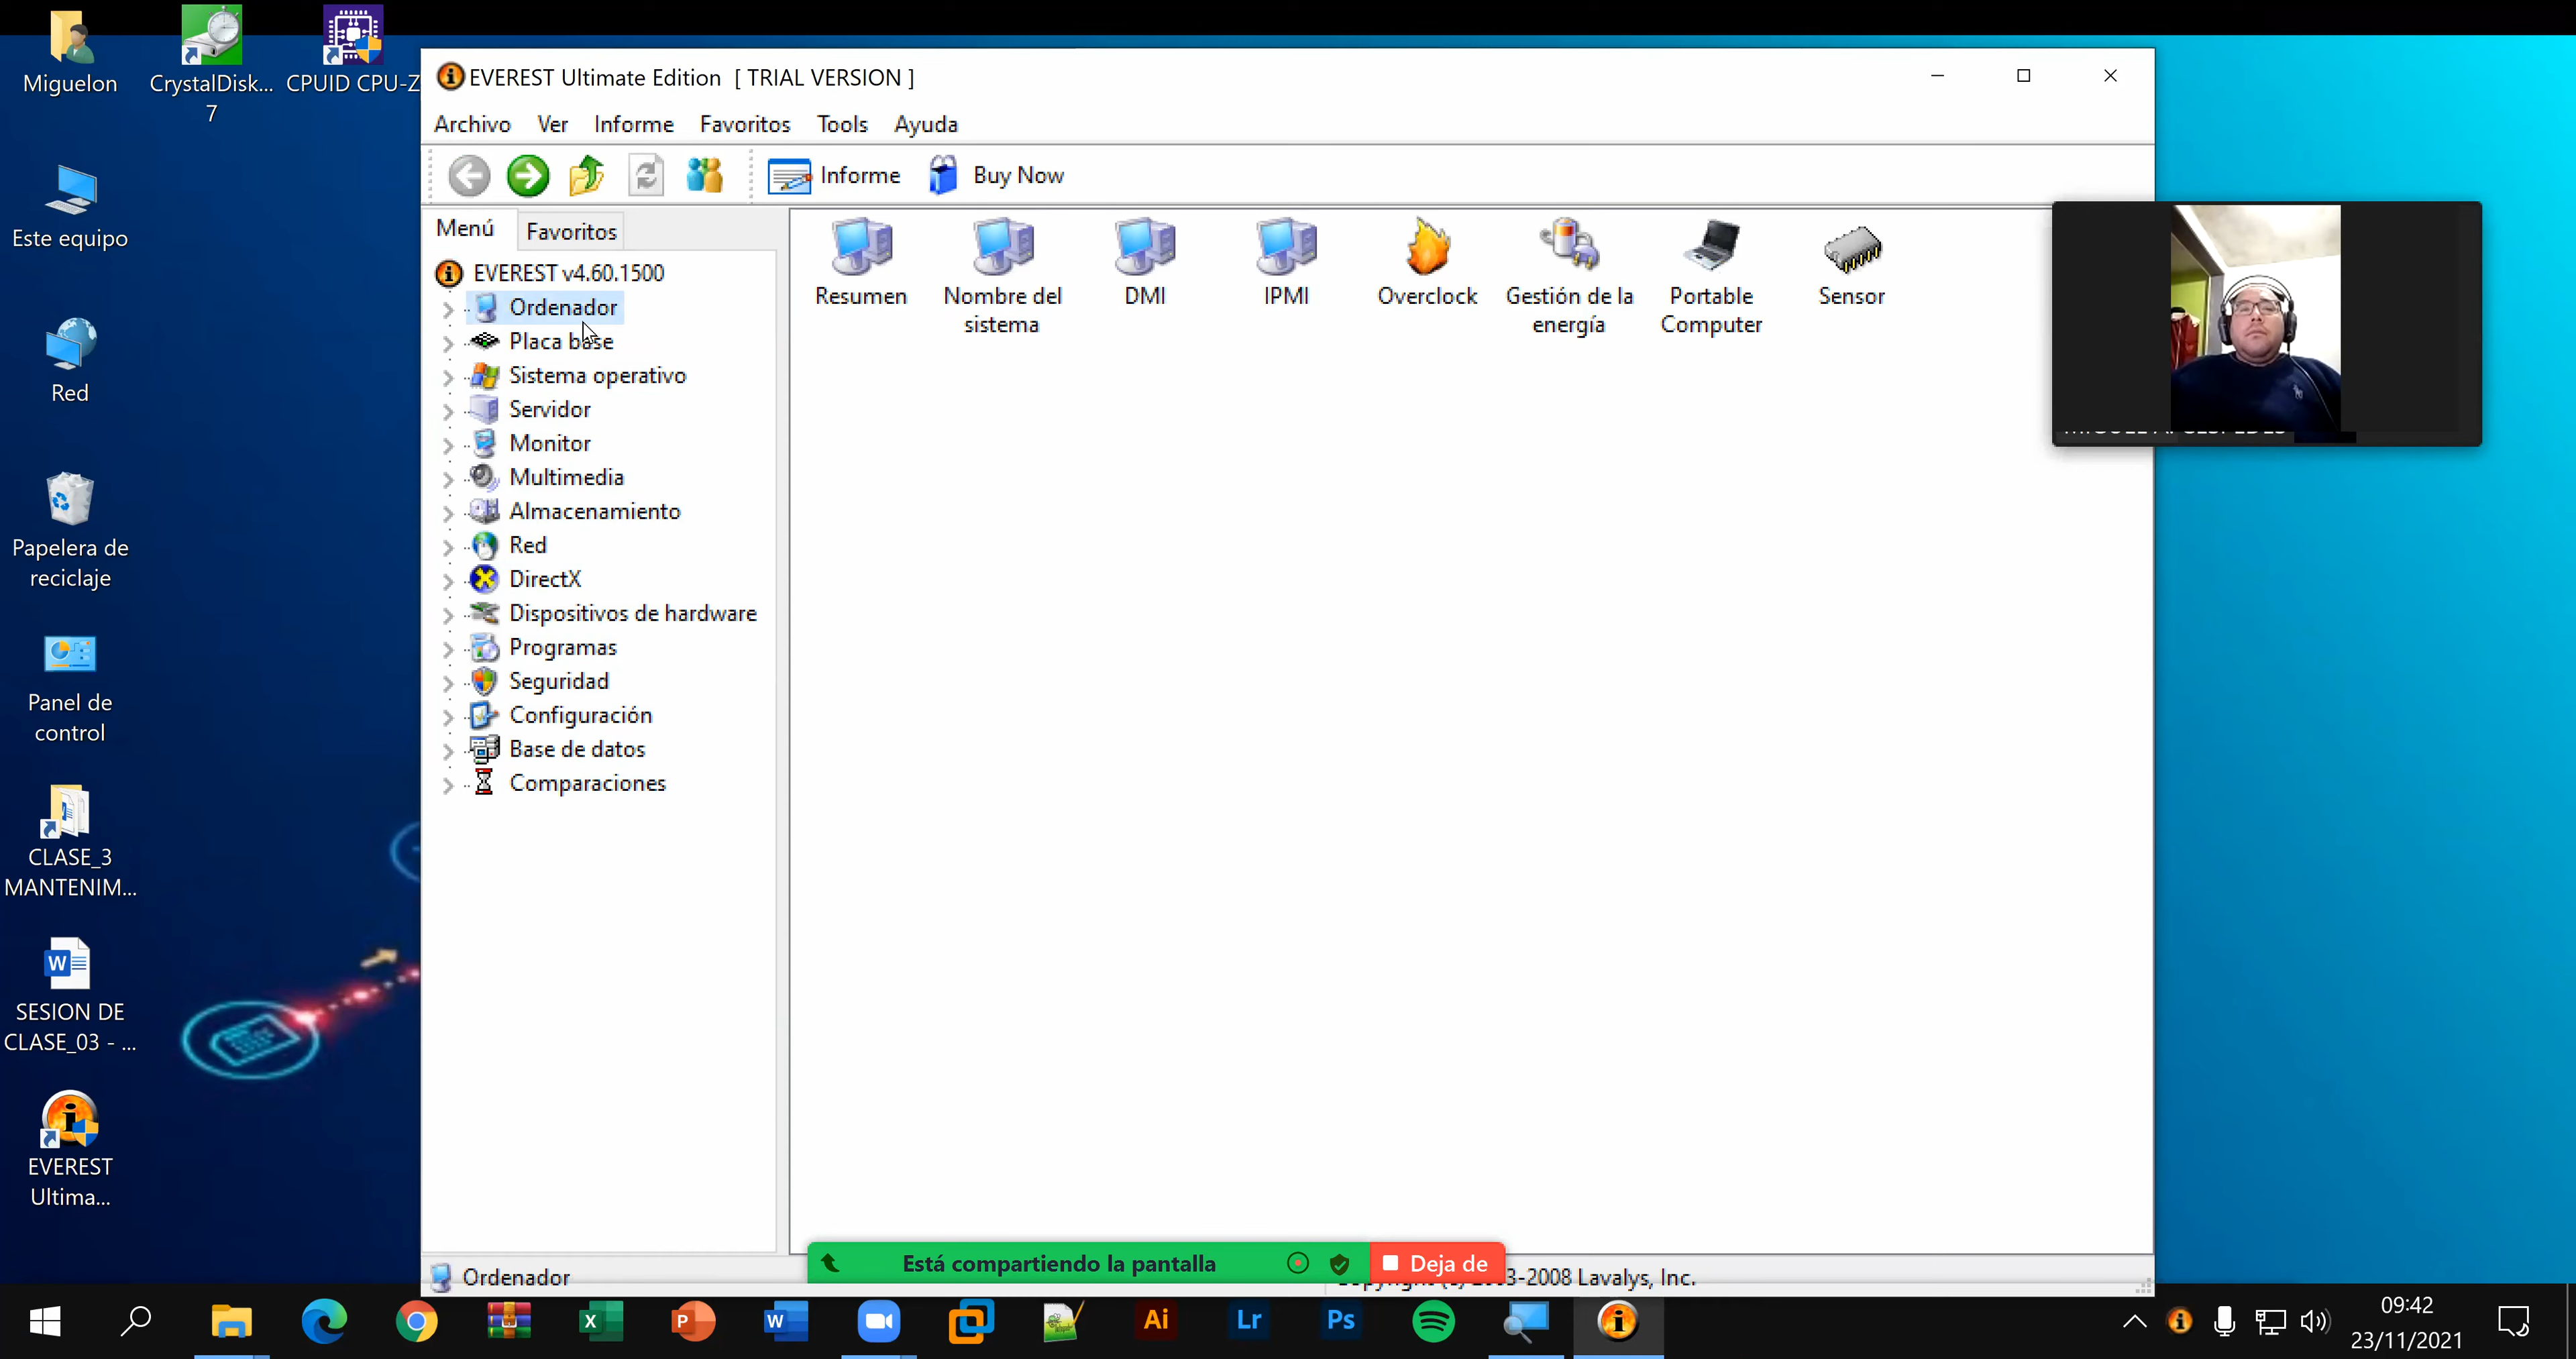 Miguelon
CrystalDisk...
7
CPUID CPU-Z
Este equipo
Red
Papelera de
reciclaje
Panel de
control
CLASE_3
MANTENIM...
SESION DE
CLASE_03 - ...
EVEREST
Ultima...
EVEREST Ultimate Edition [ TRIAL VERSION ]
Archivo Ver Informe Favoritos Tools Ayuda
Informe Buy Now
Menú Favoritos
EVEREST v4.60.1500
Ordenador
Placa base
Sistema operativo
Servidor
Monitor
Multimedia
Almacenamiento
Red
DirectX
Dispositivos de hardware
Programas
Seguridad
Configuración
Base de datos
Comparaciones
Resumen
Nombre del
sistema
DMI
IPMI
Overclock
Gestión de la
energía
Portable
Computer
Sensor
Está compartiendo la pantalla
Deja de
Ordenador
2008 Lavalys, Inc.
W
X
P
W
Ai
Lr
Ps
09:42
23/11/2021